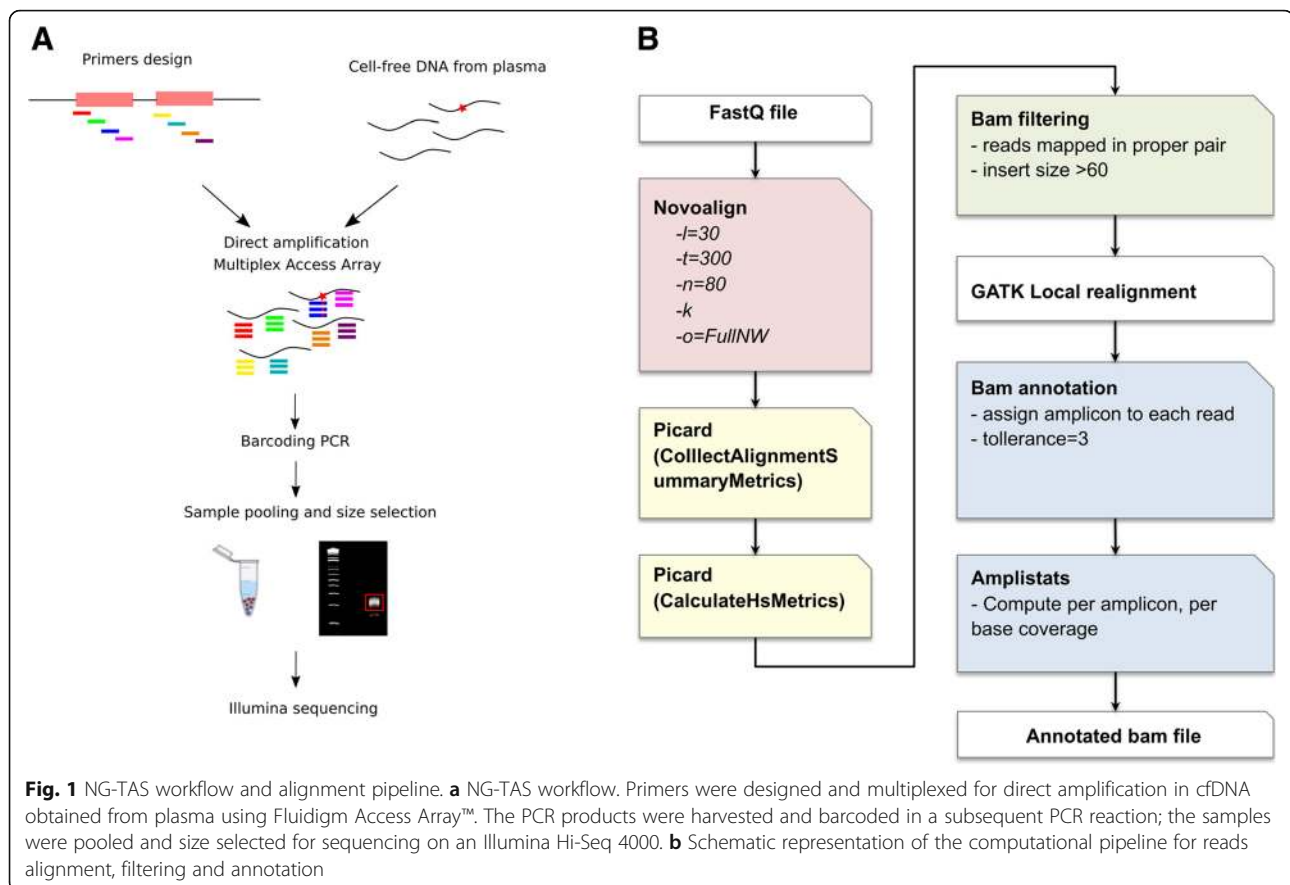 A
Primers design
Cell-free DNA from plasma
Direct amplification
Multiplex Access Array
Barcoding PCR
Sample pooling and size selection
Illumina sequencing
B
FastQ file
Novoalign
-l=30
-t=300
-n=80
-k
-o=FullNW
Picard
(ColllectAlignmentS
ummaryMetrics)
Picard
(CalculateHsMetrics)
Bam filtering
- reads mapped in proper pair
- insert size >60
GATK Local realignment
Bam annotation
- assign amplicon to each read
- tollerance=3
Amplistats
- Compute per amplicon, per
base coverage
Annotated bam file
Fig. 1 NG-TAS workflow and alignment pipeline. a NG-TAS workflow. Primers were designed and multiplexed for direct amplification in cfDNA
obtained from plasma using Fluidigm Access Array™. The PCR products were harvested and barcoded in a subsequent PCR reaction; the samples
were pooled and size selected for sequencing on an Illumina Hi-Seq 4000. b Schematic representation of the computational pipeline for reads
alignment, filtering and annotation